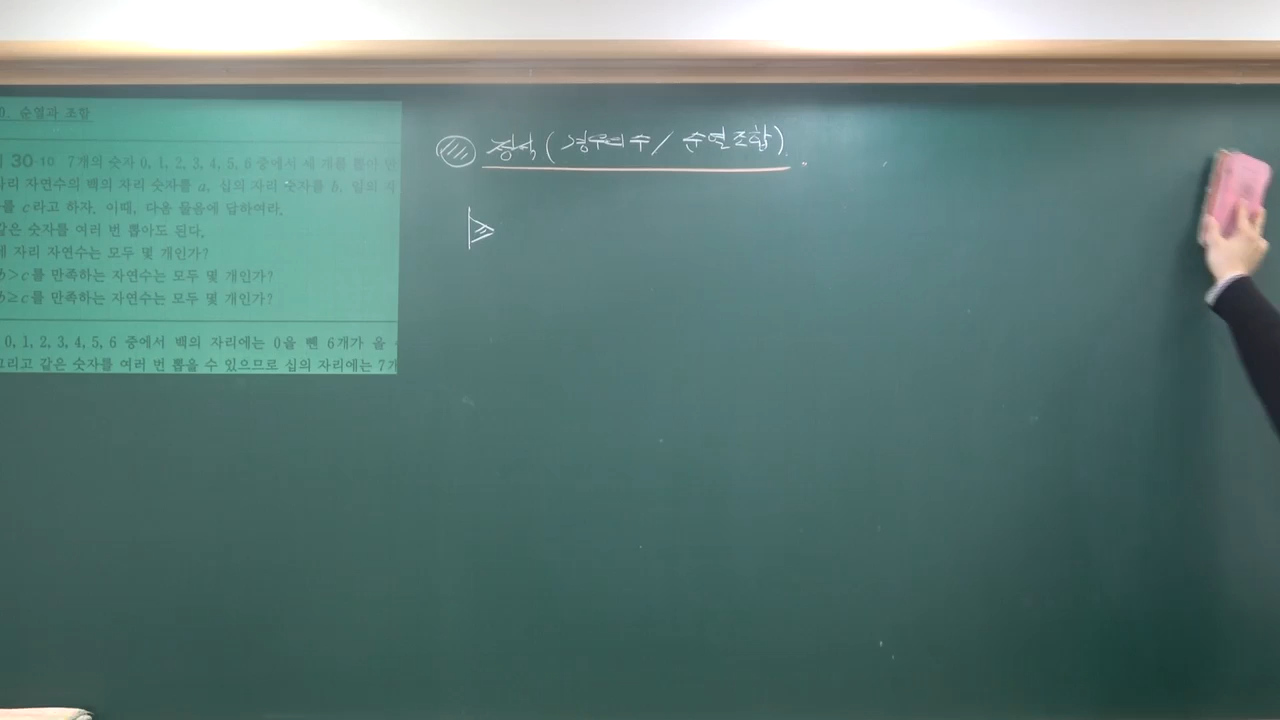 0. 순열과 조합
30-10 7개의 숫자 0, 1, 2, 3, 4, 5, 6 중에서 세 개를 뽑아 만
자리 자연수의 백의 자리 숫자를 a, 십의 자리 숫자를 b, 일의 자
를 c라고 하자. 이때, 다음 물음에 답하여라.
같은 숫자를 여러 번 뽑아도 된다.
세 자리 자연수는 모두 몇 개인가?
b>c를 만족하는 자연수는 모두 몇 개인가?
b≥c를 만족하는 자연수는 모두 몇 개인가?
0, 1, 2, 3, 4, 5, 6 중에서 백의 자리에는 0을 뺀 6개가 올
그리고 같은 숫자를 여러 번 뽑을 수 있으므로 십의 자리에는 7개
정석 (경우의 수 / 순열조합)